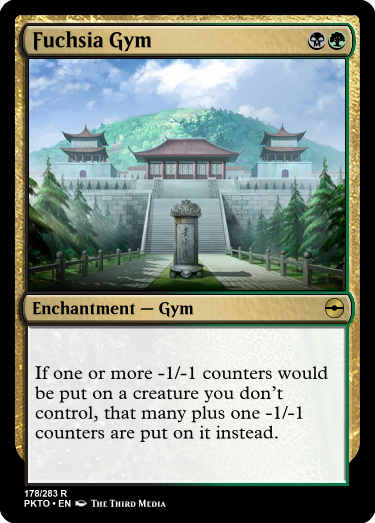 Fuchsia Gym
Enchantment — Gym
If one or more -1/-1 counters would
be put on a creature you don't
control, that many plus one -1/-1
counters are put on it instead.
178/283 R
PKTO • EN The Third Media